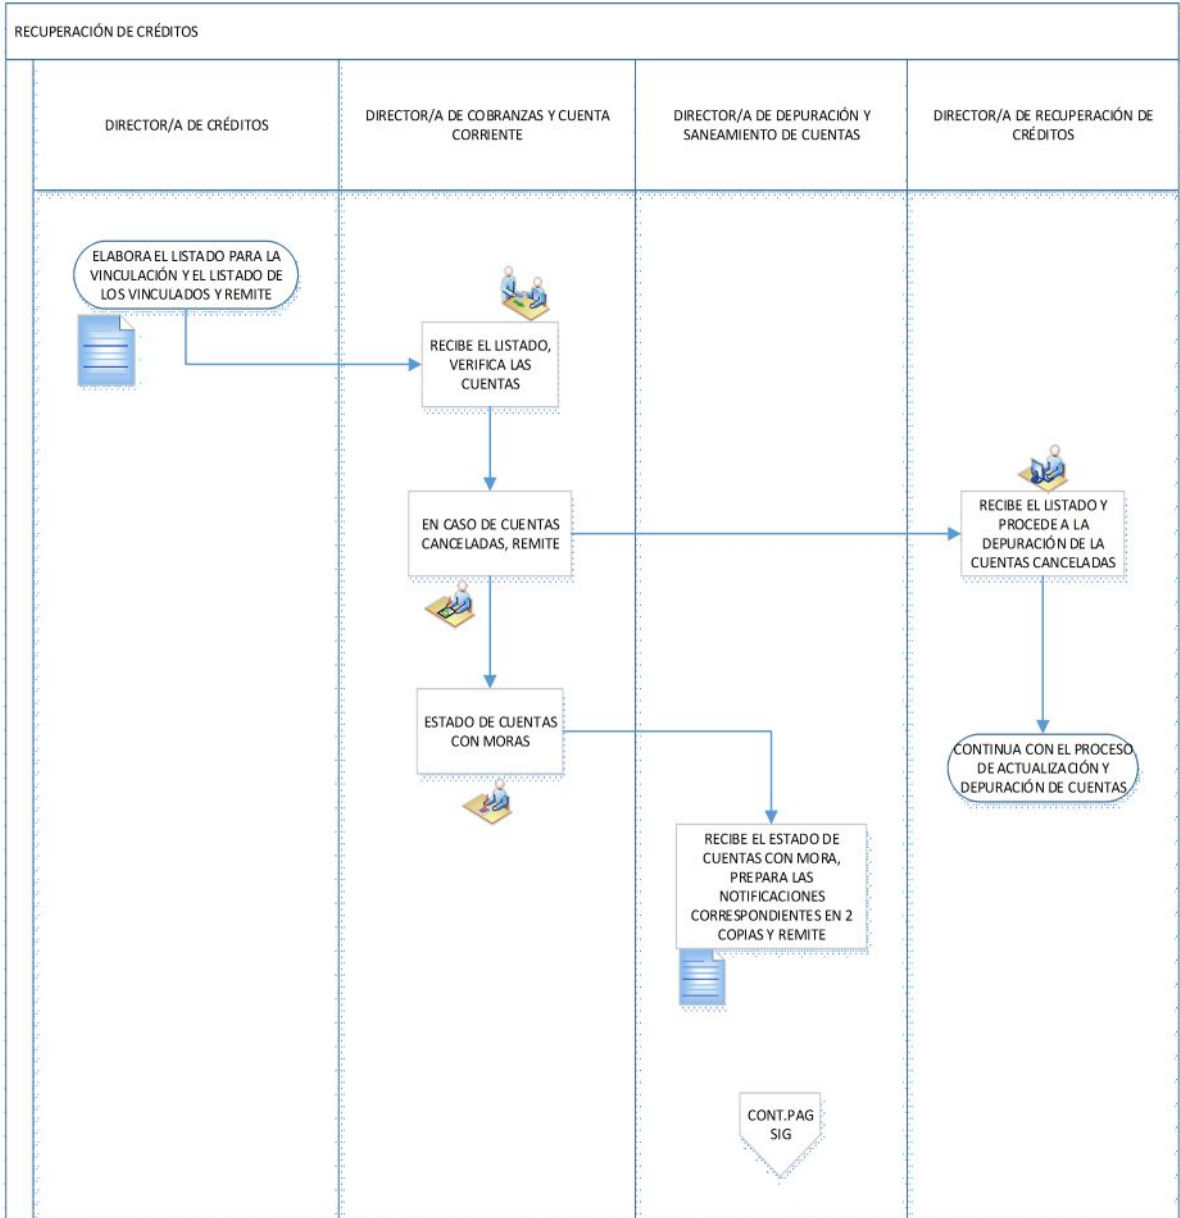 RECUPERACIÓN DE CRÉDITOS
DIRECTOR/A DE CRÉDITOS
DIRECTOR/A DE COBRANZAS Y CUENTA
CORRIENTE
DIRECTOR/A DE DEPURACIÓN Y
SANEAMIENTO DE CUENTAS
DIRECTOR/A DE RECUPERACIÓN DE
CRÉDITOS
ELABORA EL LISTADO PARA LA
VINCULACIÓN Y EL LISTADO DE
LOS VINCULADOS Y REMITE
RECIBE EL LISTADO,
VERIFICA LAS
CUENTAS
EN CASO DE CUENTAS
CANCELADAS, REMITE
RECIBE EL LISTADO Y
PROCEDE A LA
DEPURACIÓN DE LA
CUENTAS CANCELADAS
ESTADO DE CUENTAS
CON MORAS
CONTINUA CON EL PROCESO
DE ACTUALIZACIÓN Y
DEPURACIÓN DE CUENTAS
RECIBE EL ESTADO DE
CUENTAS CON MORA,
PREPARA LAS
NOTIFICACIONES
CORRESPONDIENTES EN 2
COPIAS Y REMITE
CONT.PAG
SIG